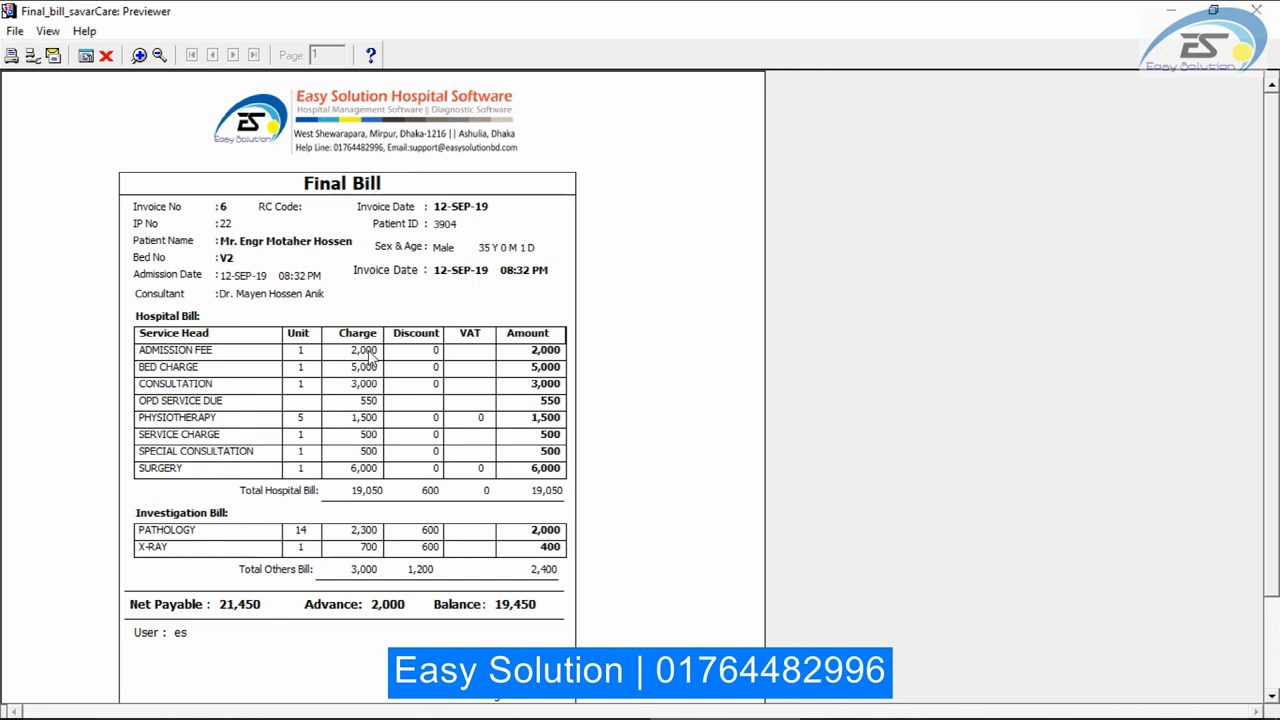 Final_bill_savarCare: Previewer
File View Help
Page: 1 ?
ES
Easy Solution
ES
Easy Solution
Easy Solution Hospital Software
Hospital Management Software || Diagnostic Software
West Shewarapara, Mirpur, Dhaka-1216 || Ashulia, Dhaka
Help Line: 01764482996, Email:support@easysolutionbd.com
Final Bill
Invoice No : 6 RC Code: Invoice Date : 12-SEP-19
IP No : 22 Patient ID : 3904
Patient Name : Mr. Engr Motaher Hossen Sex & Age : Male 35 Y 0 M 1 D
Bed No : V2
Admission Date : 12-SEP-19 08:32 PM Invoice Date : 12-SEP-19 08:32 PM
Consultant :Dr. Mayen Hossen Anik
Hospital Bill:
Service Head Unit Charge Discount VAT Amount
ADMISSION FEE 1 2,000 0 2,000
BED CHARGE 1 5,000 0 5,000
CONSULTATION 1 3,000 0 3,000
OPD SERVICE DUE 550 550
PHYSIOTHERAPY 5 1,500 0 0 1,500
SERVICE CHARGE 1 500 0 500
SPECIAL CONSULTATION 1 500 0 500
SURGERY 1 6,000 0 0 6,000
Total Hospital Bill: 19,050 600 0 19,050
Investigation Bill:
PATHOLOGY 14 2,300 600 2,000
X-RAY 1 700 600 400
Total Others Bill: 3,000 1,200 2,400
Net Payable : 21,450 Advance: 2,000 Balance: 19,450
User : es
Easy Solution | 01764482996